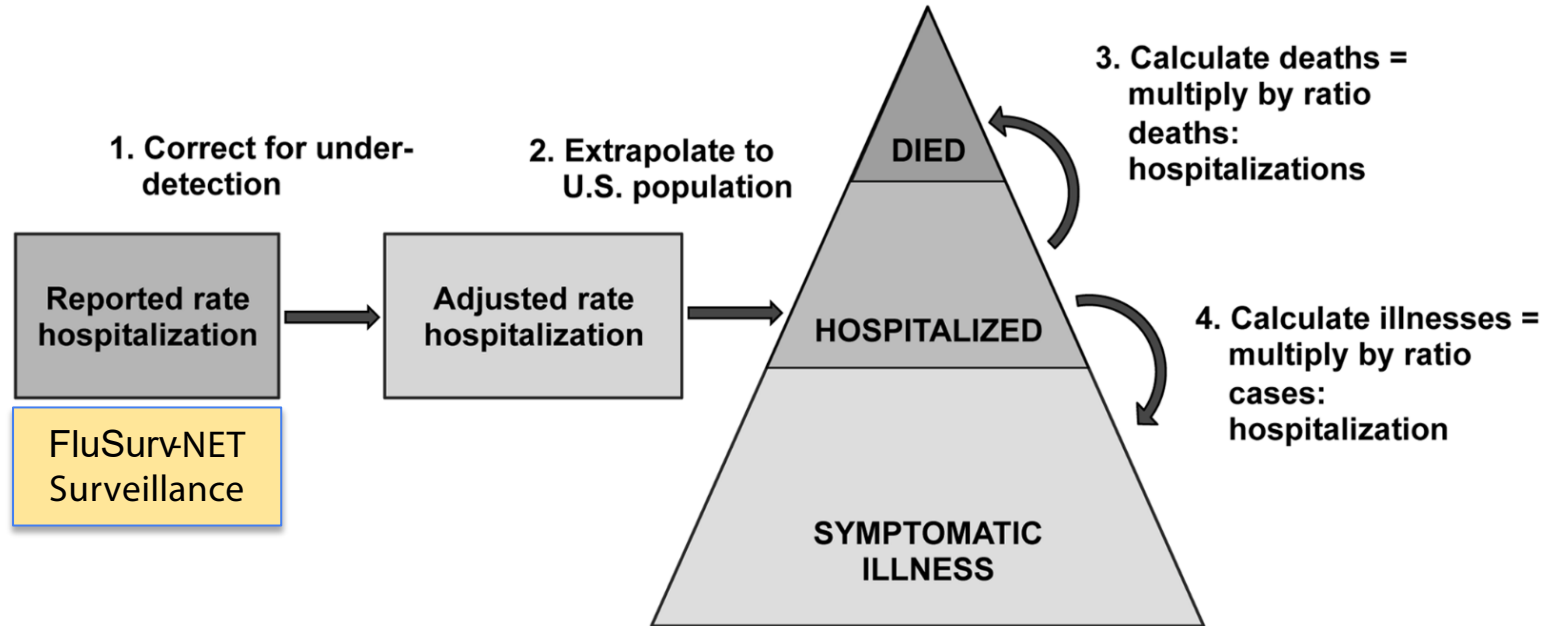 1. Correct for under-
detection
2. Extrapolate to
U.S. population
3. Calculate deaths =
multiply by ratio
deaths:
hospitalizations
Reported rate
hospitalization
Adjusted rate
hospitalization
DIED
HOSPITALIZED
SYMPTOMATIC
ILLNESS
4. Calculate illnesses =
multiply by ratio
cases:
hospitalization
FluSurv-NET
Surveillance